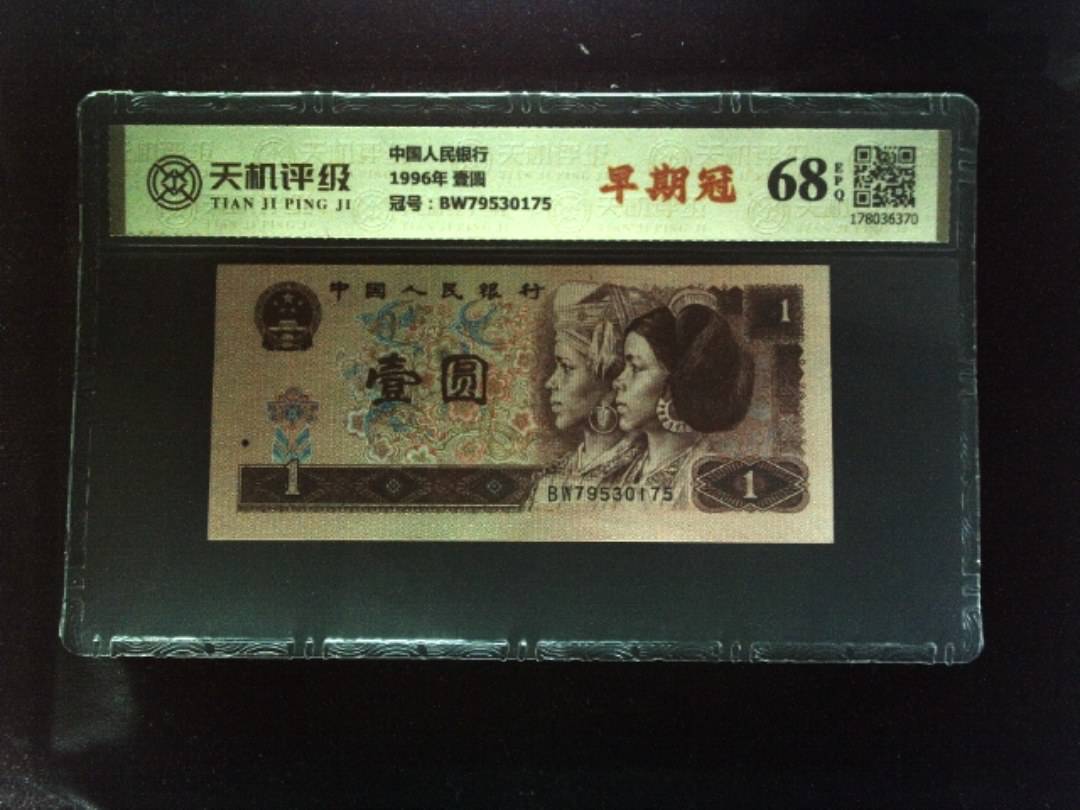 天机评级
TIAN JI PING JI
中国人民银行
1996年 壹圆
冠号：BW79530175
早期冠
68
EPQ
178036370
中国人民银行
1
壹圆
1
BW79530175
1